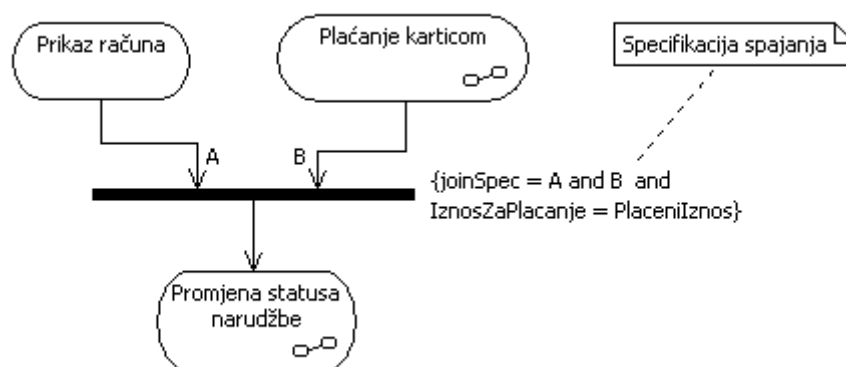 Prikaz računa
Plaćanje karticom
Specifikacija spajanja
A
B
{joinSpec = A and B and
IznosZaPlacanje = PlaceniIznos}
Promjena statusa
narudžbe